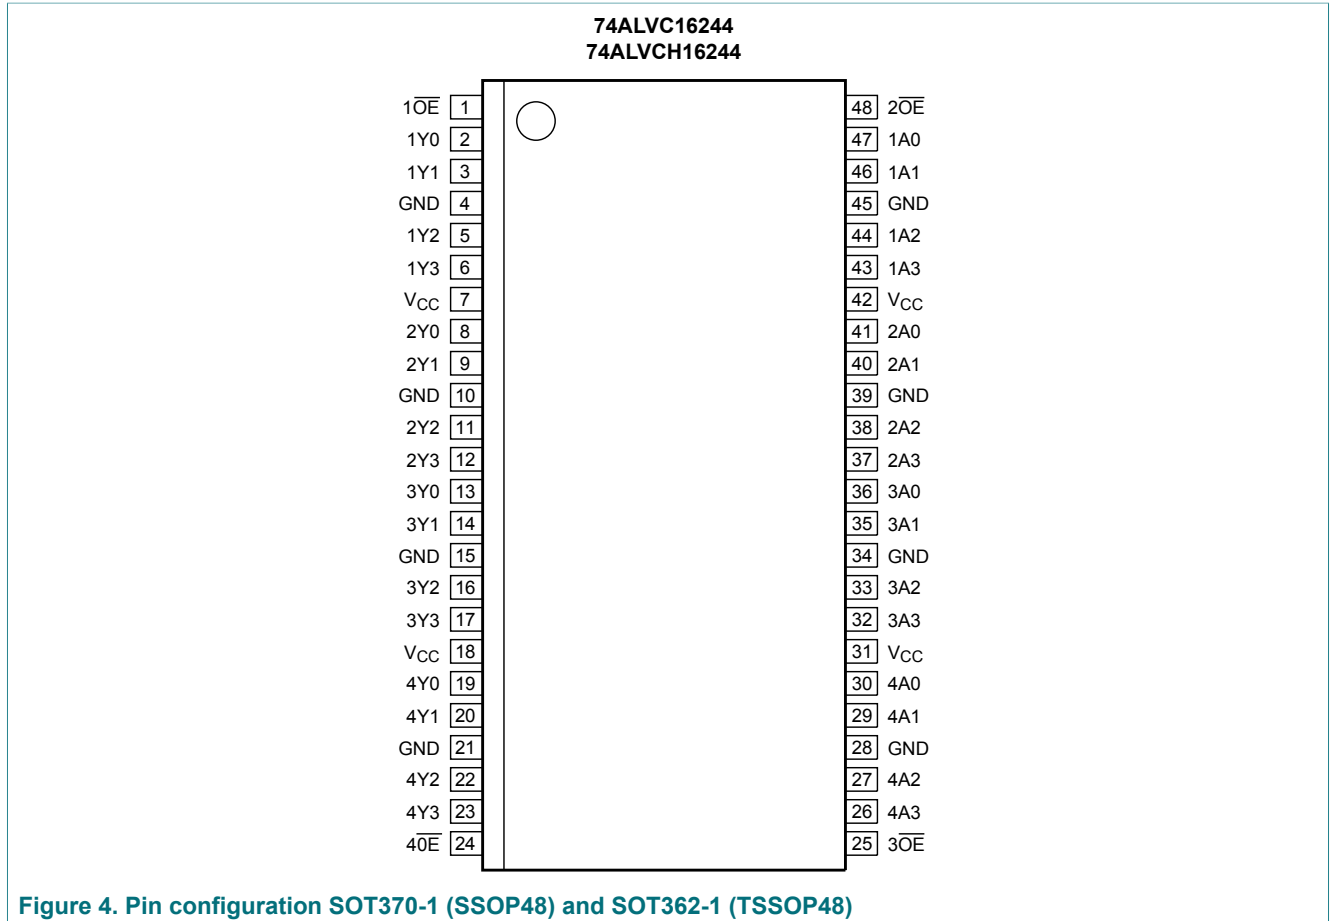 74ALVC16244
74ALVCH16244
1O̅E̅ 1 48 2O̅E̅
1Y0 2 47 1A0
1Y1 3 46 1A1
GND 4 45 GND
1Y2 5 44 1A2
1Y3 6 43 1A3
VCC 7 42 VCC
2Y0 8 41 2A0
2Y1 9 40 2A1
GND 10 39 GND
2Y2 11 38 2A2
2Y3 12 37 2A3
3Y0 13 36 3A0
3Y1 14 35 3A1
GND 15 34 GND
3Y2 16 33 3A2
3Y3 17 32 3A3
VCC 18 31 VCC
4Y0 19 30 4A0
4Y1 20 29 4A1
GND 21 28 GND
4Y2 22 27 4A2
4Y3 23 26 4A3
40̅E̅ 24 25 3O̅E̅
Figure 4. Pin configuration SOT370-1 (SSOP48) and SOT362-1 (TSSOP48)